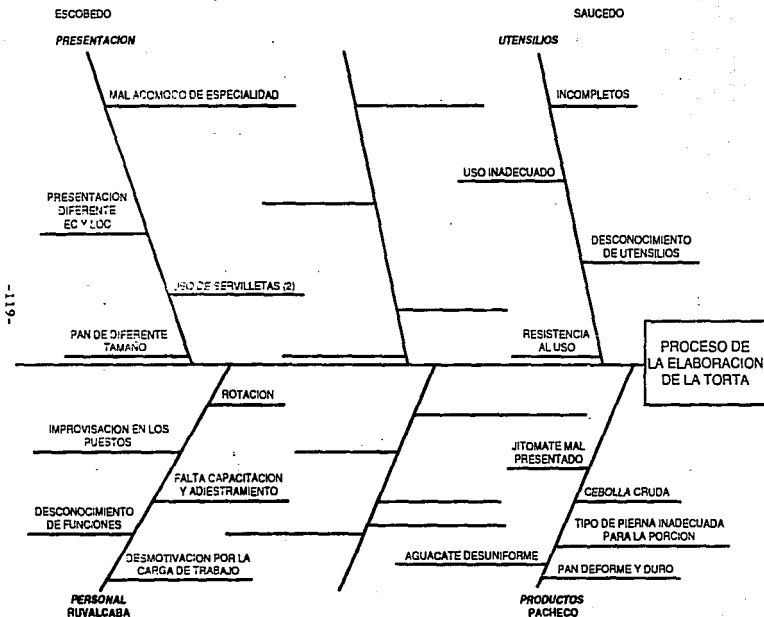 ESCOBEDO
SAUCEDO
PRESENTACION
UTENSILIOS
MAL ACOMODO DE ESPECIALIDAD
INCOMPLETOS
USO INADECUADO
PRESENTACION
DIFERENTE
EC Y LOC
DESCONOCIMIENTO
DE UTENSILIOS
USO DE SERVILLETAS (2)
PAN DE DIFERENTE
TAMAÑO
RESISTENCIA
AL USO
PROCESO DE
LA ELABORACION
DE LA TORTA
-119-
ROTACION
IMPROVISACION EN LOS
PUESTOS
JITOMATE MAL
PRESENTADO
FALTA CAPACITACION
Y ADIESTRAMIENTO
CEBOLLA CRUDA
DESCONOCIMIENTO
DE FUNCIONES
TIPO DE PIERNA INADECUADA
PARA LA PORCION
DESMOTIVACION POR LA
CARGA DE TRABAJO
AGUACATE DESUNIFORME
PAN DEFORME Y DURO
PERSONAL
RUVALCABA
PRODUCTOS
PACHECO